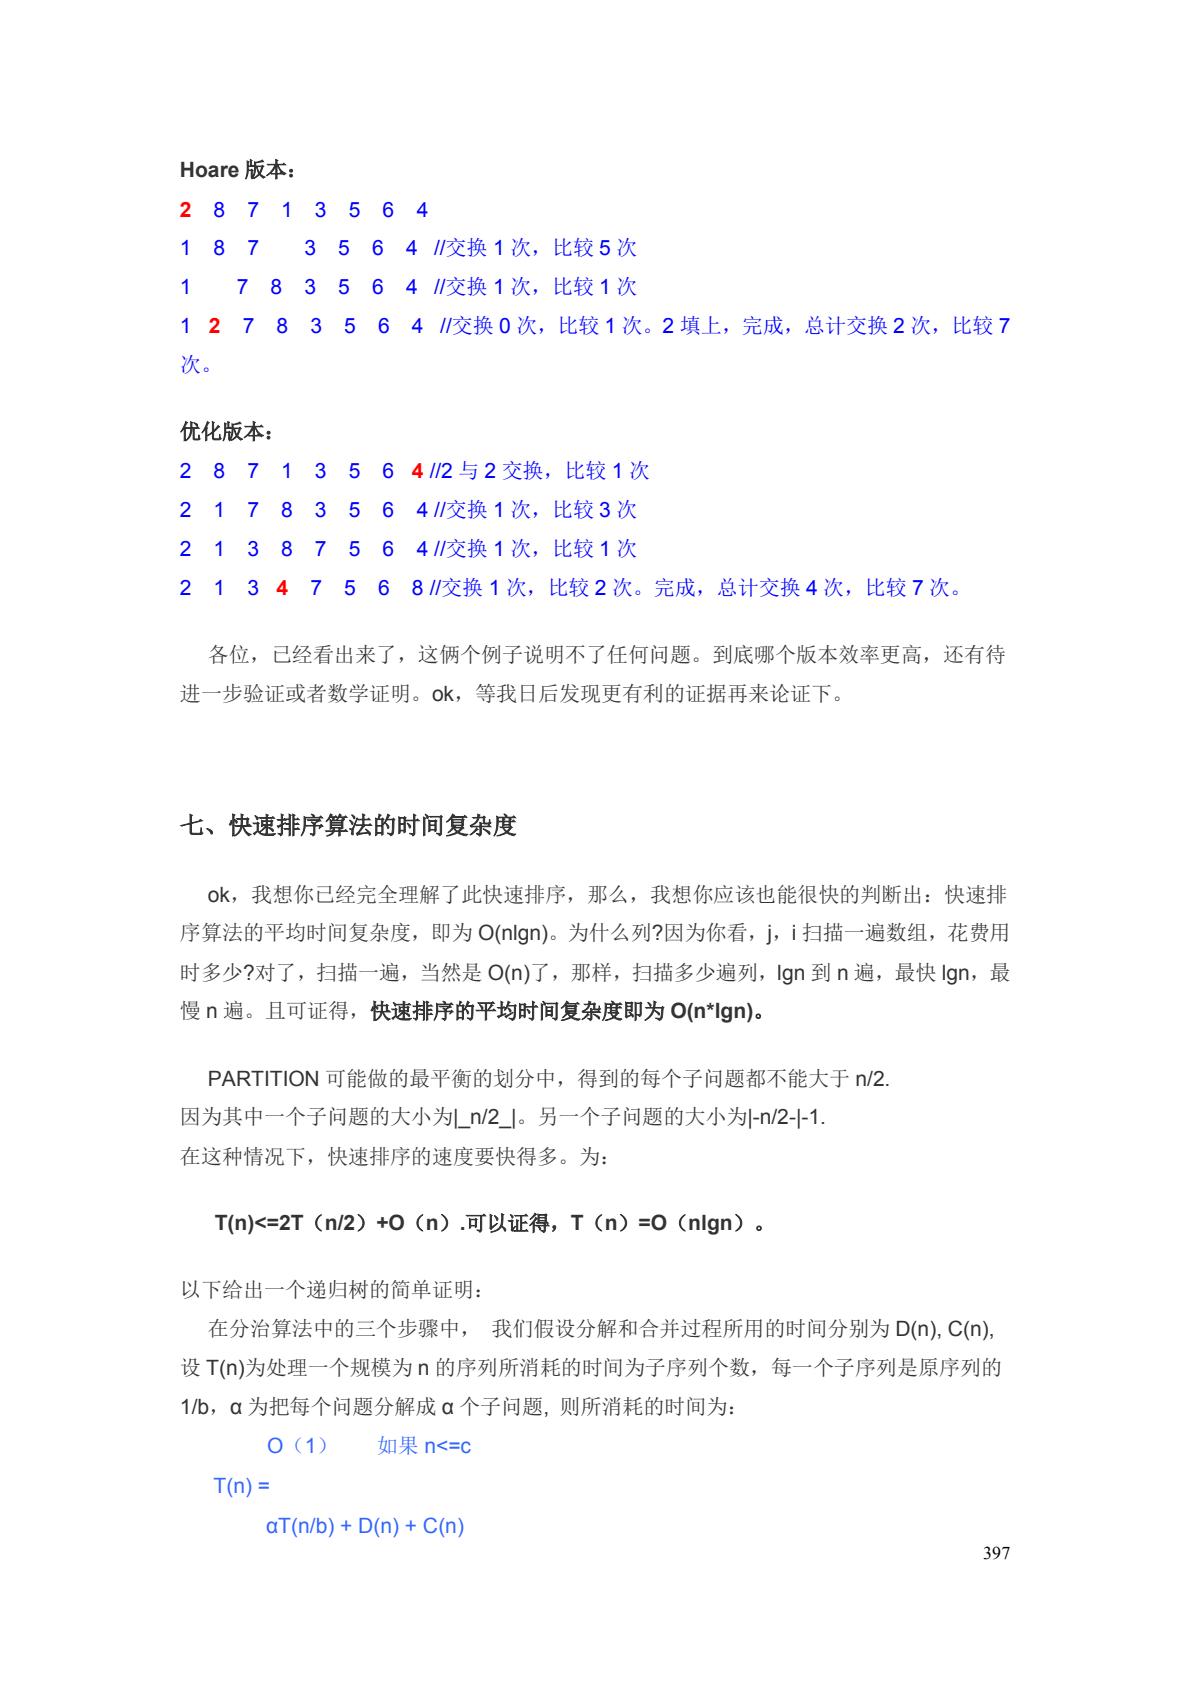 Hoare 版本：
2 8 7 1 3 5 6 4
1 8 7 3 5 6 4 //交换 1 次，比较 5 次
1 7 8 3 5 6 4 //交换 1 次，比较 1 次
1 2 7 8 3 5 6 4 //交换 0 次，比较 1 次。2 填上，完成，总计交换 2 次，比较 7
次。
优化版本：
2 8 7 1 3 5 6 4 //2 与 2 交换，比较 1 次
2 1 7 8 3 5 6 4 //交换 1 次，比较 3 次
2 1 3 8 7 5 6 4 //交换 1 次，比较 1 次
2 1 3 4 7 5 6 8 //交换 1 次，比较 2 次。完成，总计交换 4 次，比较 7 次。
各位，已经看出来了，这俩个例子说明不了任何问题。到底哪个版本效率更高，还有待
进一步验证或者数学证明。ok，等我日后发现更有利的证据再来论证下。
七、快速排序算法的时间复杂度
ok，我想你已经完全理解了此快速排序，那么，我想你应该也能很快的判断出：快速排
序算法的平均时间复杂度，即为 O(nlgn)。为什么列?因为你看，j，i 扫描一遍数组，花费用
时多少?对了，扫描一遍，当然是 O(n)了，那样，扫描多少遍列，lgn 到 n 遍，最快 lgn，最
慢 n 遍。且可证得，快速排序的平均时间复杂度即为 O(n*lgn)。
PARTITION 可能做的最平衡的划分中，得到的每个子问题都不能大于 n/2.
因为其中一个子问题的大小为|_n/2_|。另一个子问题的大小为|-n/2-|-1.
在这种情况下，快速排序的速度要快得多。为：
T(n)<=2T（n/2）+O（n）.可以证得，T（n）=O（nlgn）。
以下给出一个递归树的简单证明：
在分治算法中的三个步骤中， 我们假设分解和合并过程所用的时间分别为 D(n), C(n),
设 T(n)为处理一个规模为 n 的序列所消耗的时间为子序列个数，每一个子序列是原序列的
1/b，α 为把每个问题分解成 α 个子问题, 则所消耗的时间为：
O（1） 如果 n<=c
T(n) =
αT(n/b) + D(n) + C(n)
397